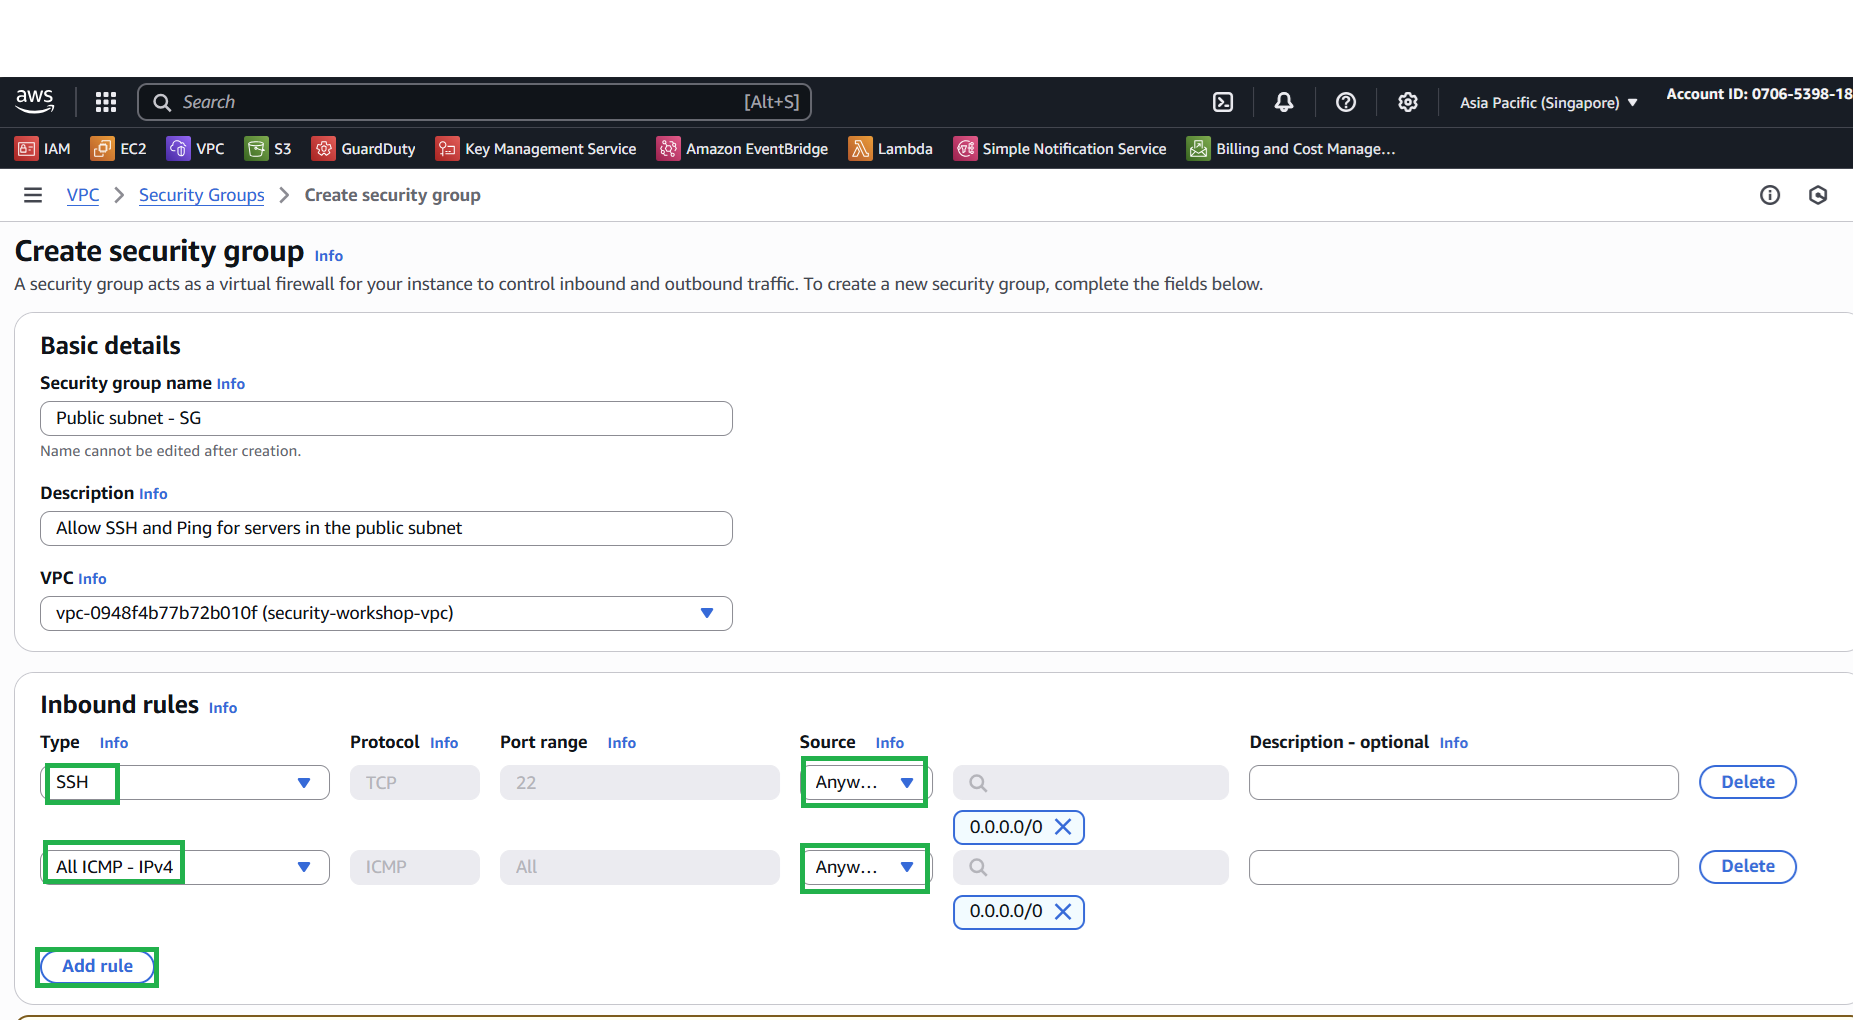 aws
Search [Alt+S]
Asia Pacific (Singapore)
Account ID: 0706-5398-18
IAM EC2 VPC S3 GuardDuty Key Management Service Amazon EventBridge Lambda Simple Notification Service Billing and Cost Manage...
VPC Security Groups Create security group
Create security group Info
A security group acts as a virtual firewall for your instance to control inbound and outbound traffic. To create a new security group, complete the fields below.
Basic details
Security group name Info
Public subnet - SG
Name cannot be edited after creation.
Description Info
Allow SSH and Ping for servers in the public subnet
VPC Info
vpc-0948f4b77b72b010f (security-workshop-vpc)
Inbound rules Info
Type Info Protocol Info Port range Info Source Info Description - optional Info
SSH TCP 22 Anyw... Delete
0.0.0.0/0
All ICMP - IPv4 ICMP All Anyw... Delete
0.0.0.0/0
Add rule